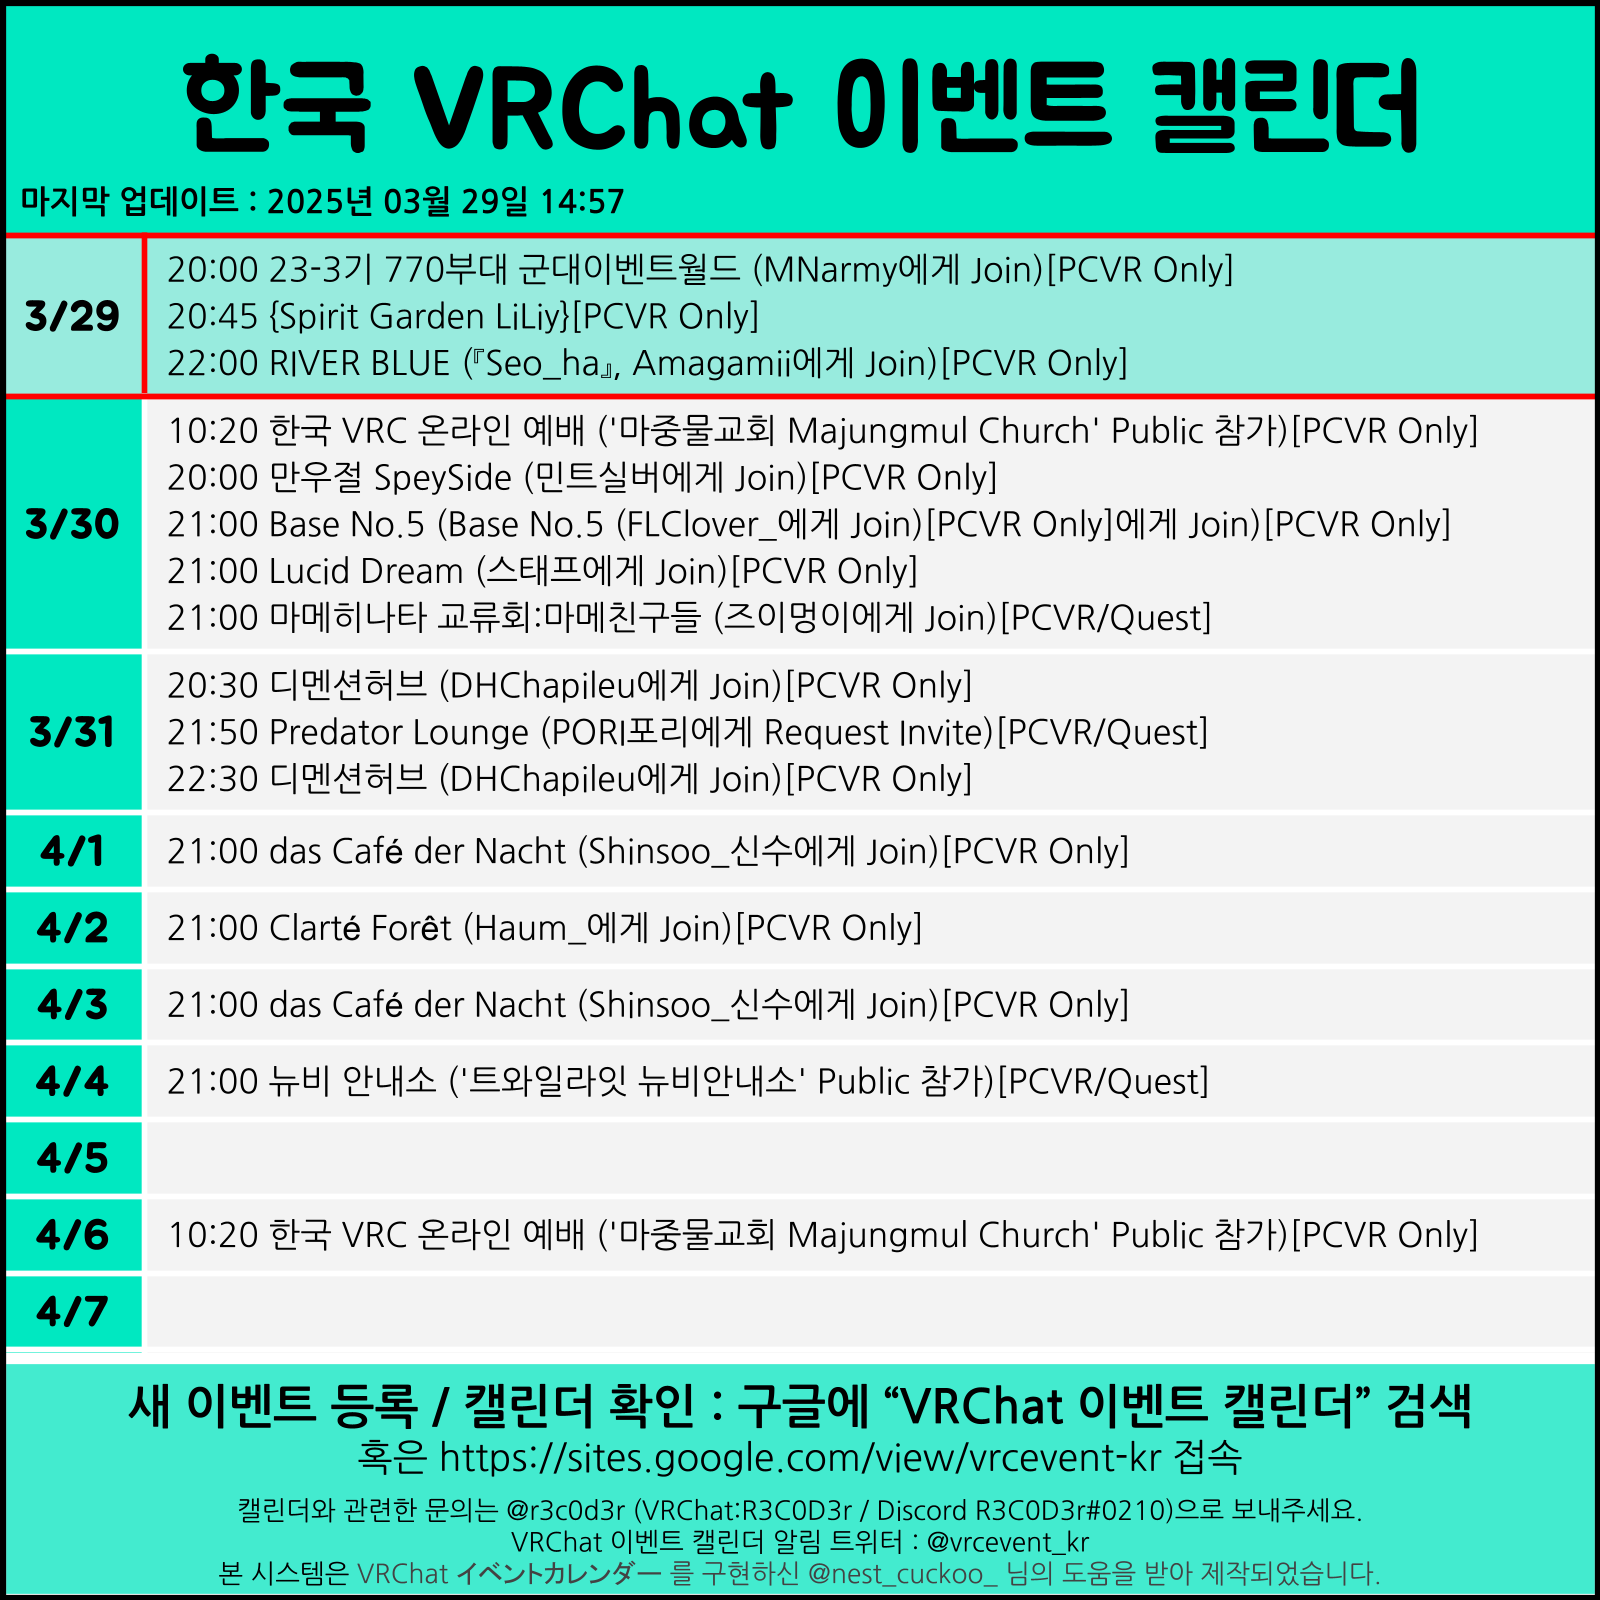 한국 VRChat 이벤트 캘린더
마지막 업데이트 : 2025년 03월 29일 14:57
3/29
20:00 23-3기 770부대 군대이벤트월드 (MNarmy에게 Join)[PCVR Only]
20:45 {Spirit Garden LiLiy}[PCVR Only]
22:00 RIVER BLUE (『Seo_ha』, Amagamii에게 Join)[PCVR Only]
3/30
10:20 한국 VRC 온라인 예배 ('마중물교회 Majungmul Church' Public 참가)[PCVR Only]
20:00 만우절 SpeySide (민트실버에게 Join)[PCVR Only]
21:00 Base No.5 (Base No.5 (FLClover_에게 Join)[PCVR Only]에게 Join)[PCVR Only]
21:00 Lucid Dream (스태프에게 Join)[PCVR Only]
21:00 마메히나타 교류회:마메친구들 (즈이멍이에게 Join)[PCVR/Quest]
3/31
20:30 디멘션허브 (DHChapileu에게 Join)[PCVR Only]
21:50 Predator Lounge (PORI포리에게 Request Invite)[PCVR/Quest]
22:30 디멘션허브 (DHChapileu에게 Join)[PCVR Only]
4/1
21:00 das Café der Nacht (Shinsoo_신수에게 Join)[PCVR Only]
4/2
21:00 Clarté Forêt (Haum_에게 Join)[PCVR Only]
4/3
21:00 das Café der Nacht (Shinsoo_신수에게 Join)[PCVR Only]
4/4
21:00 뉴비 안내소 ('트와일라잇 뉴비안내소' Public 참가)[PCVR/Quest]
4/5
4/6
10:20 한국 VRC 온라인 예배 ('마중물교회 Majungmul Church' Public 참가)[PCVR Only]
4/7
새 이벤트 등록 / 캘린더 확인 : 구글에 “VRChat 이벤트 캘린더” 검색
혹은 https://sites.google.com/view/vrcevent-kr 접속
캘린더와 관련한 문의는 @r3c0d3r (VRChat:R3C0D3r / Discord R3C0D3r#0210)으로 보내주세요.
VRChat 이벤트 캘린더 알림 트위터 : @vrcevent_kr
본 시스템은 VRChat イベントカレンダー 를 구현하신 @nest_cuckoo_ 님의 도움을 받아 제작되었습니다.